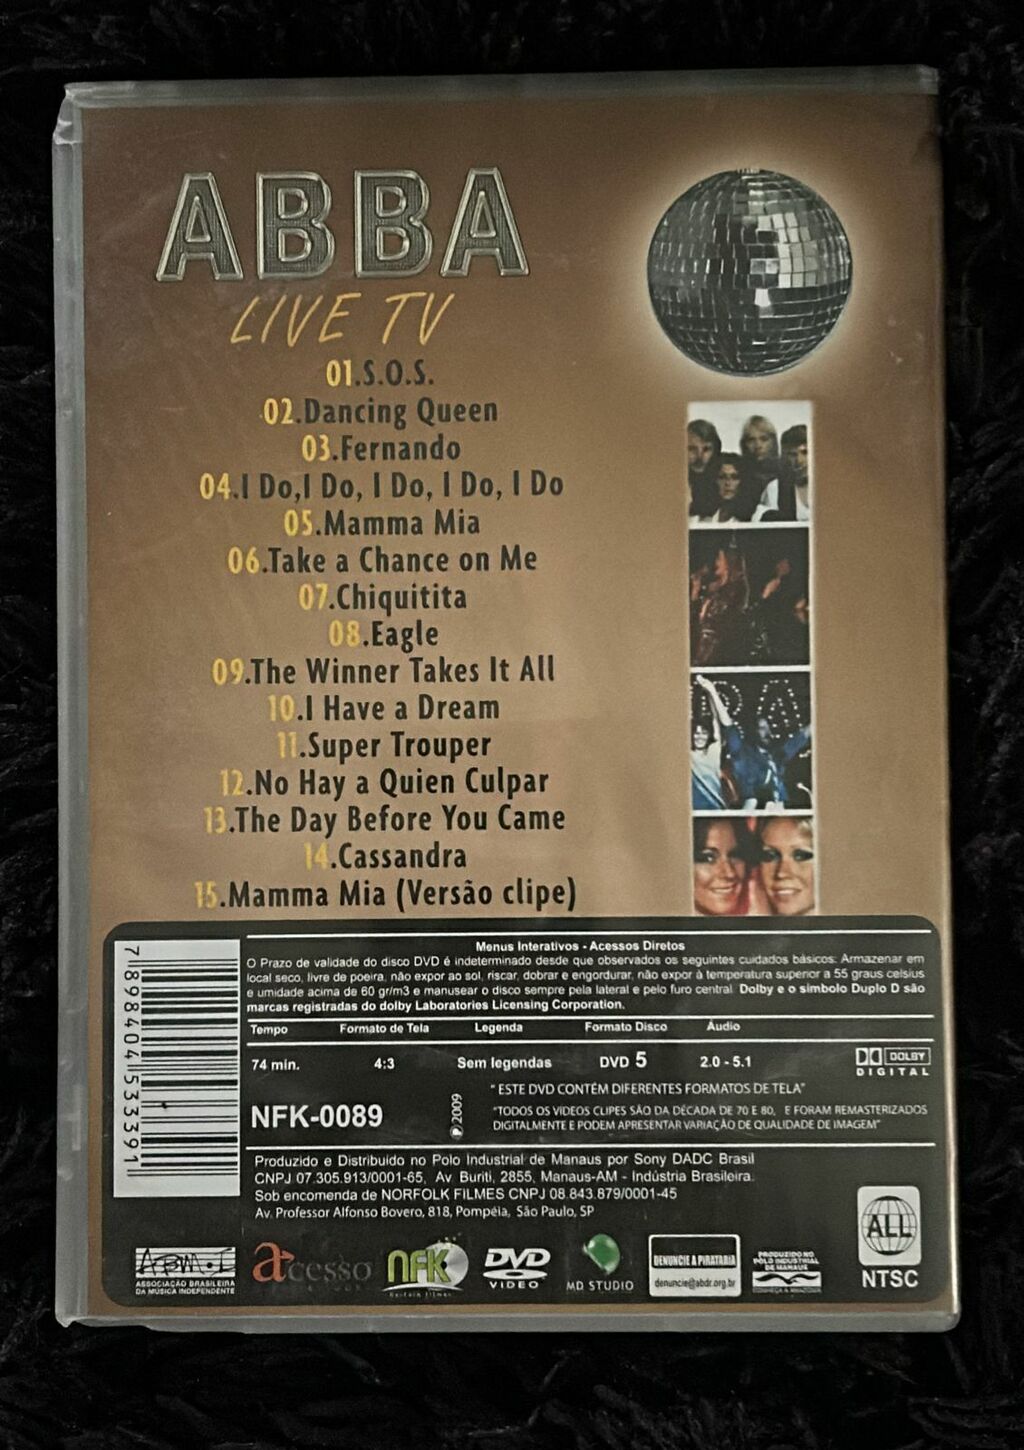 ABBA
LIVE TV
01.S.O.S.
02.Dancing Queen
03.Fernando
04.I Do,I Do, I Do, I Do, I Do
05.Mamma Mia
06.Take a Chance on Me
07.Chiquitita
08.Eagle
09.The Winner Takes It All
10.I Have a Dream
11.Super Trouper
12.No Hay a Quien Culpar
13.The Day Before You Came
14.Cassandra
15.Mamma Mia (Versão clipe)
7 898404 533391
Menus Interativos - Acessos Diretos
O Prazo de validade do disco DVD é indeterminado desde que observados os seguintes cuidados básicos: Armazenar em
local seco, livre de poeira, não expor ao sol, riscar, dobrar e engordurar, não expor à temperatura superior a 55 graus celsius
e umidade acima de 60 gr/m3 e manusear o disco sempre pela lateral e pelo furo central. Dolby e o símbolo Duplo D são
marcas registradas do dolby Laboratories Licensing Corporation.
Tempo Formato de Tela Legenda Formato Disco Áudio
74 min. 4:3 Sem legendas DVD 5 2.0 - 5.1
DOLBY
DIGITAL
" ESTE DVD CONTÉM DIFERENTES FORMATOS DE TELA"
NFK-0089
℗2009
"TODOS OS VIDEOS CLIPES SÃO DA DÉCADA DE 70 E 80, E FORAM REMASTERIZADOS
DIGITALMENTE E PODEM APRESENTAR VARIAÇÃO DE QUALIDADE DE IMAGEM"
Produzido e Distribuído no Polo Industrial de Manaus por Sony DADC Brasil
CNPJ 07.305.913/0001-65, Av Buriti, 2855, Manaus-AM - Indústria Brasileira.
Sob encomenda de NORFOLK FILMES CNPJ 08.843.879/0001-45
Av. Professor Alfonso Bovero, 818, Pompéia, São Paulo, SP
ALL
NTSC
ABM.I
ASSOCIAÇÃO BRASILEIRA
DA MÚSICA INDEPENDENTE
acesso
NFK
Norfolk filmes
DVD
VIDEO
MD STUDIO
DENUNCIE A PIRATARIA
denuncie@abdr.org.br
PRODUZIDO NO
PÓLO INDUSTRIAL
DE MANAUS
CONHEÇA A AMAZÔNIA